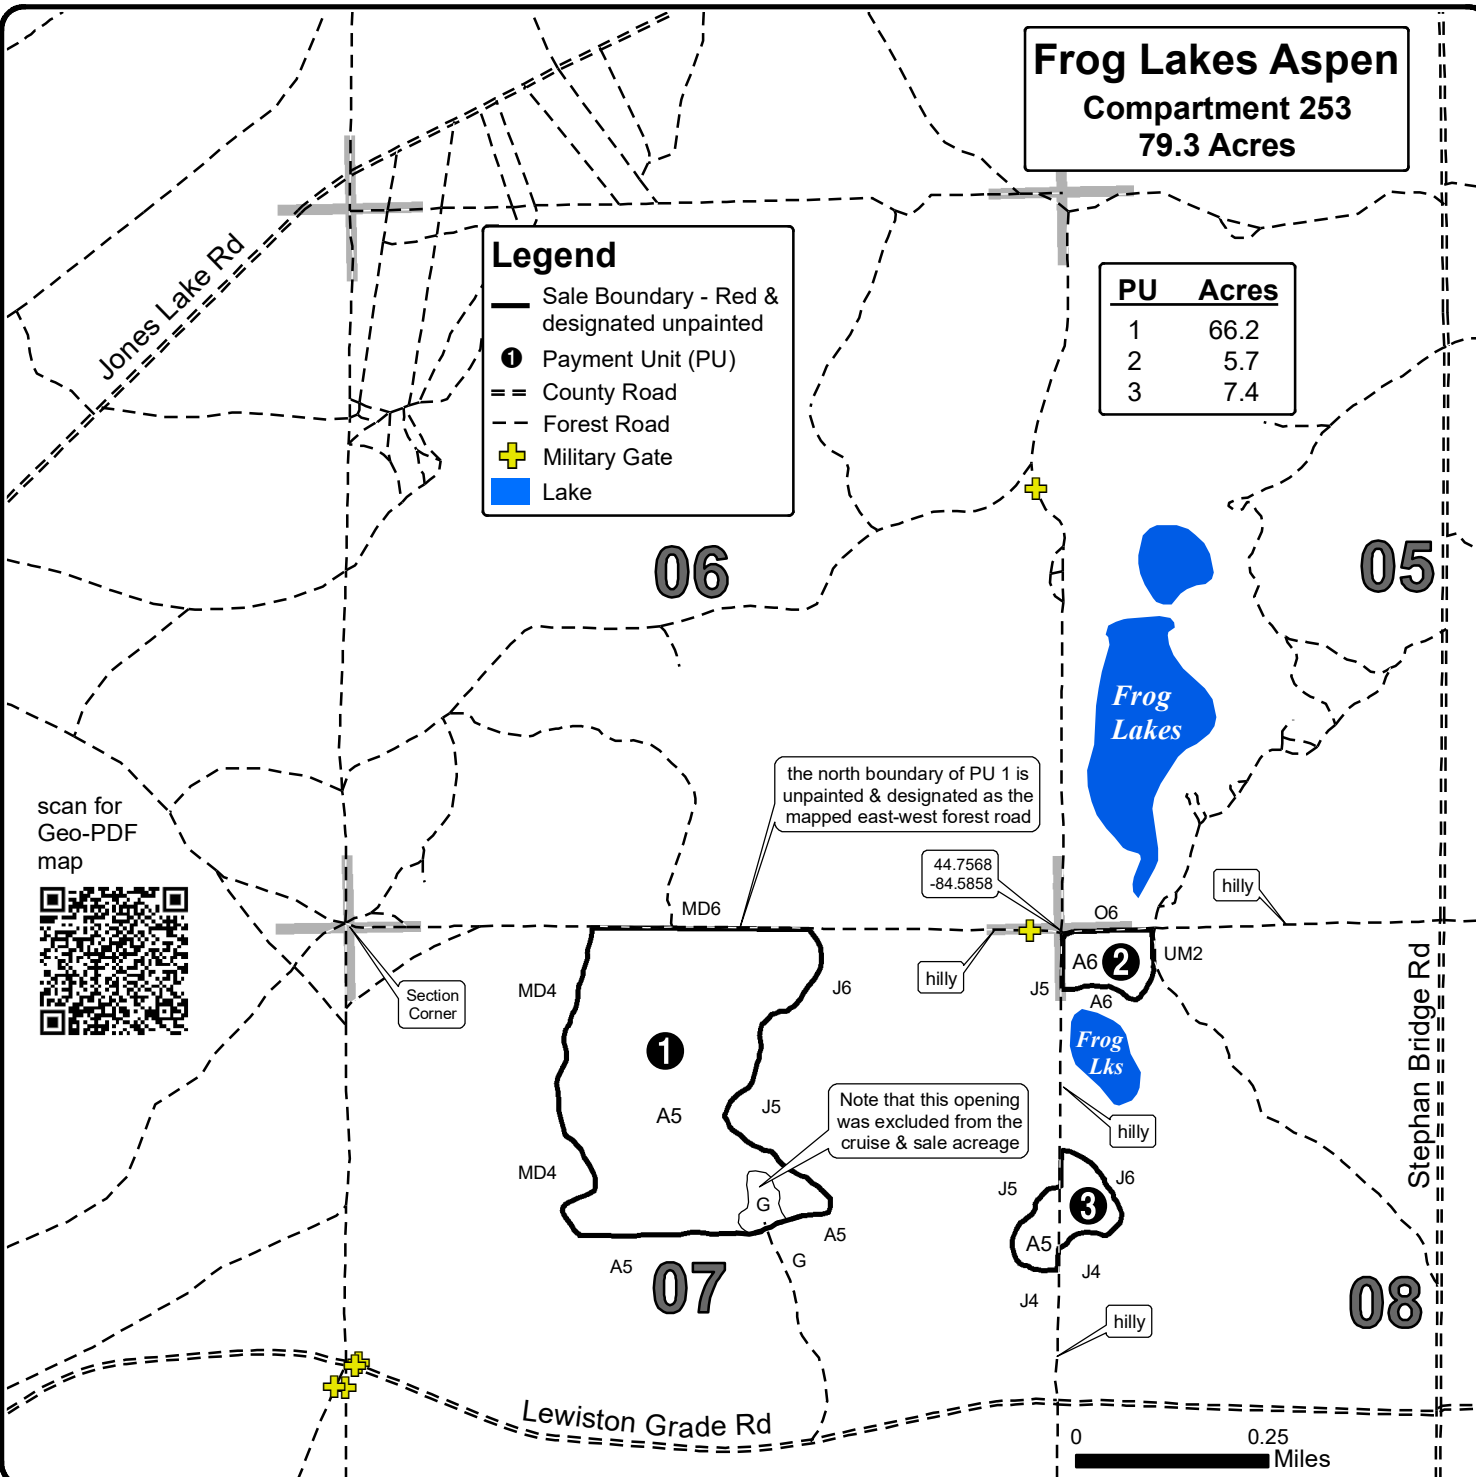 Frog Lakes Aspen
Compartment 253
79.3 Acres
PU Acres
1 66.2
2 5.7
3 7.4
Legend
Sale Boundary - Red &
designated unpainted
1 Payment Unit (PU)
County Road
Forest Road
Military Gate
Lake
Jones Lake Rd
06
05
Frog
Lakes
scan for
Geo-PDF
map
the north boundary of PU 1 is
unpainted & designated as the
mapped east-west forest road
44.7568
-84.5858
hilly
MD6
O6
A6
2
UM2
hilly
J5
A6
MD4
J6
Section
Corner
Frog
Lks
1
A5
J5
Note that this opening
was excluded from the
cruise & sale acreage
hilly
MD4
J5
J6
G
3
A5
A5
A5
G
J4
J4
07
08
hilly
Stephan Bridge Rd
Lewiston Grade Rd
0 0.25
Miles